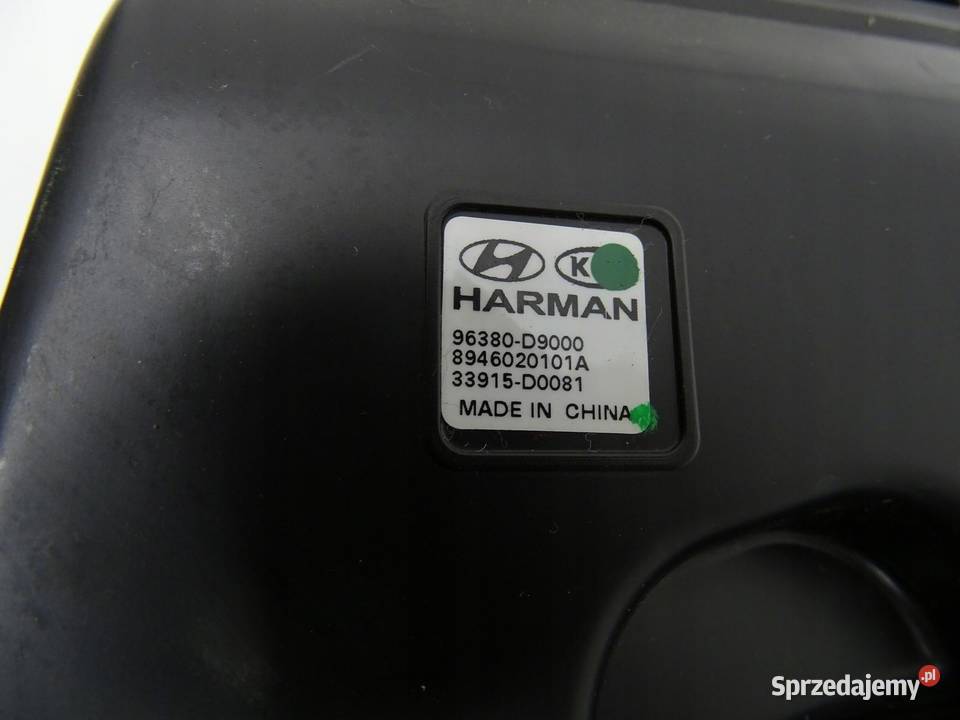 K
HARMAN
96380-D9000
8946020101A
33915-D0081
MADE IN CHINA
Sprzedajemy.pl